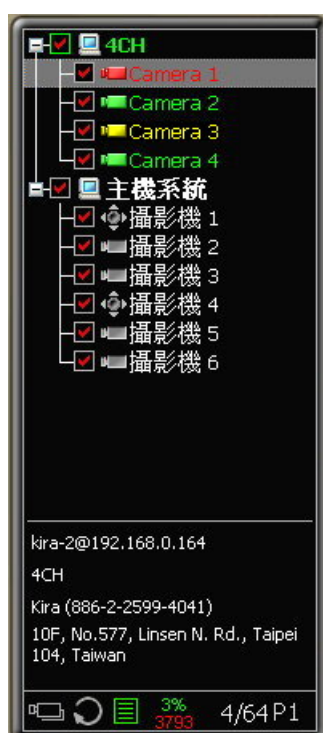 4CH
Camera 1
Camera 2
Camera 3
Camera 4
主機系統
攝影機 1
攝影機 2
攝影機 3
攝影機 4
攝影機 5
攝影機 6
kira-2@192.168.0.164
4CH
Kira (886-2-2599-4041)
10F, No.577, Linsen N. Rd., Taipei
104, Taiwan
3%
3793
4/64 P1